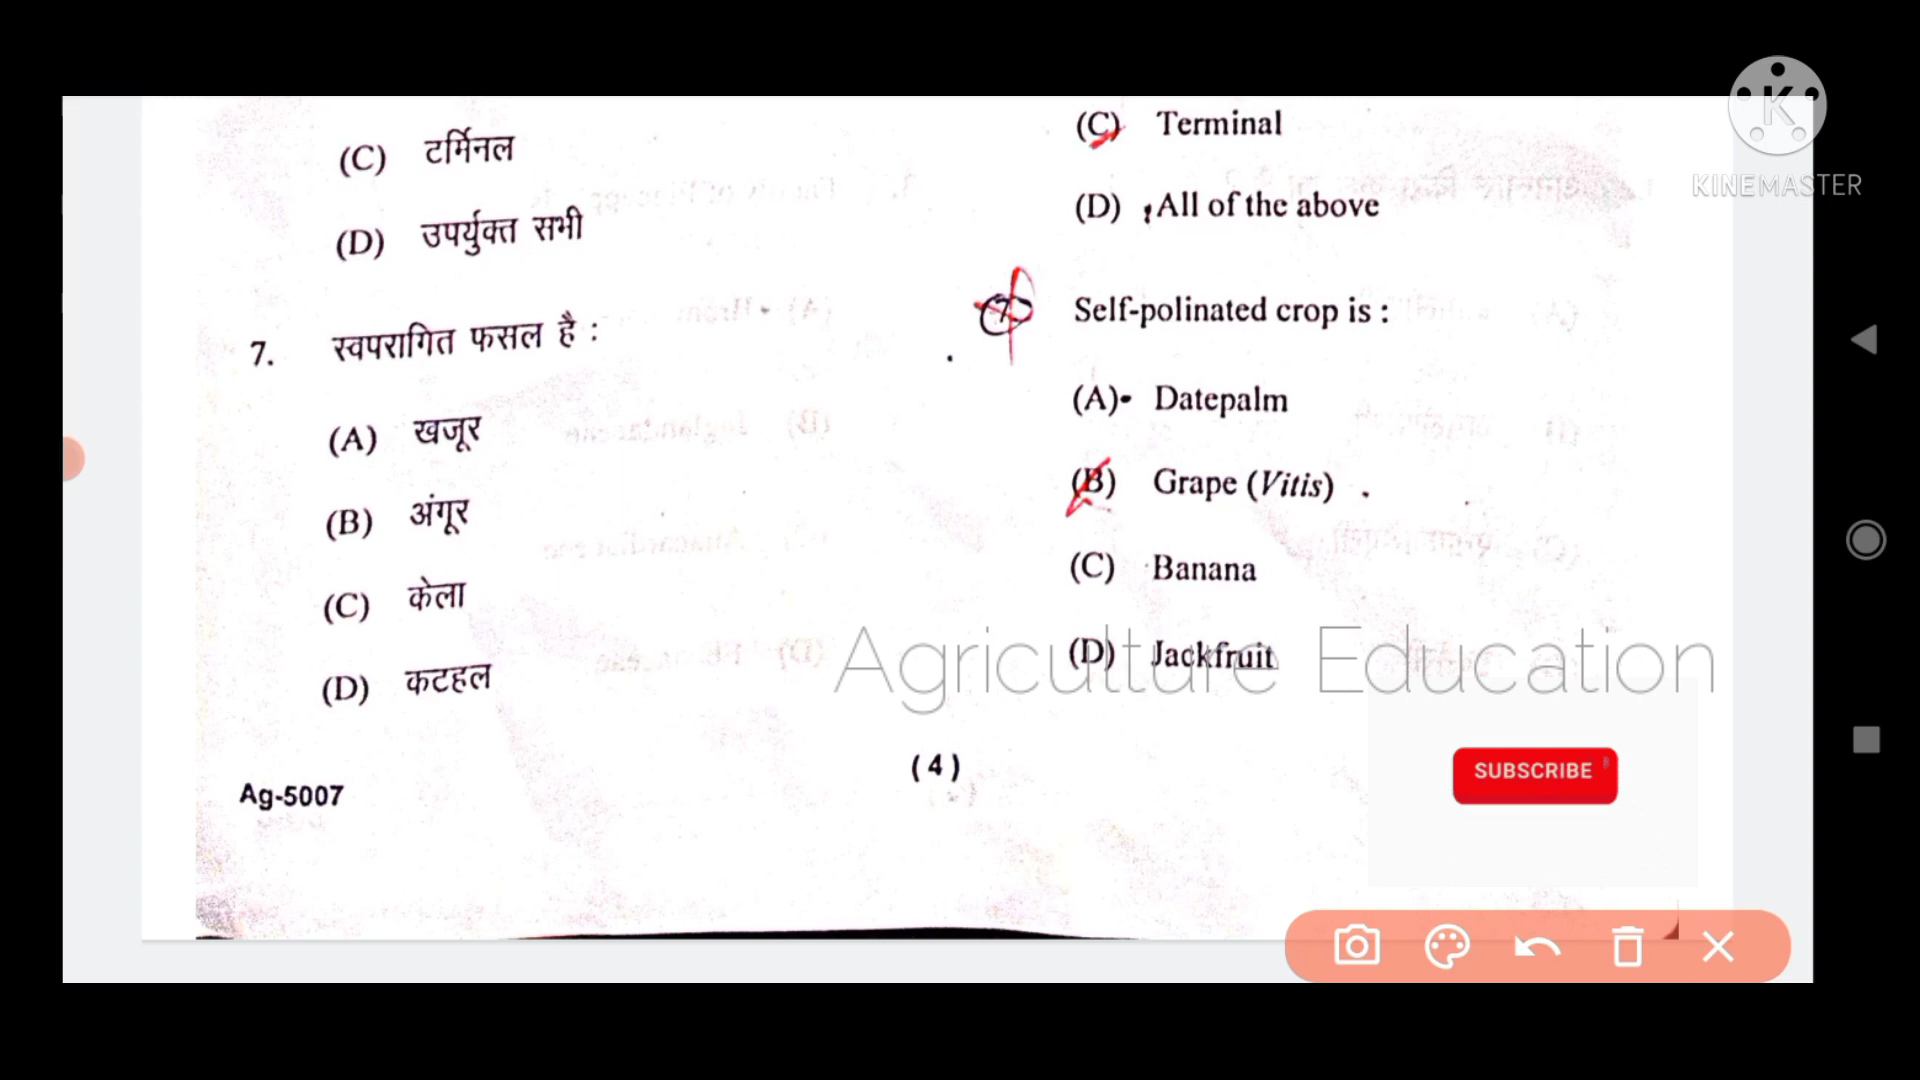 (C) टर्मिनल
(D) उपर्युक्त सभी
7. स्वपरागित फसल है :
(A) खजूर
(B) अंगूर
(C) केला
(D) कटहल
Ag-5007
(4)
(C) Terminal
(D) All of the above
7. Self-polinated crop is :
(A) Datepalm
(B) Grape (Vitis)
(C) Banana
(D) Jackfruit
Agriculture Education
SUBSCRIBE
K
KINEMASTER